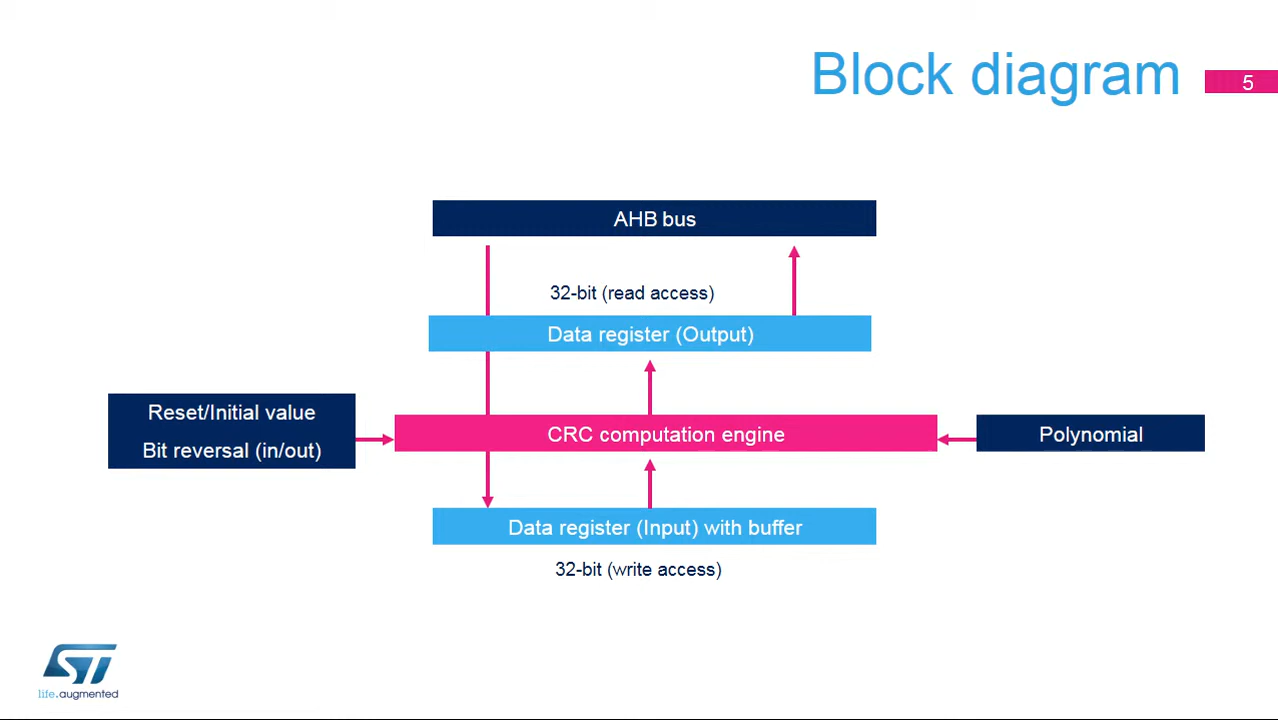 Block diagram
5
AHB bus
32-bit (read access)
Data register (Output)
Reset/Initial value
Bit reversal (in/out)
CRC computation engine
Polynomial
Data register (Input) with buffer
32-bit (write access)
ST
life.augmented